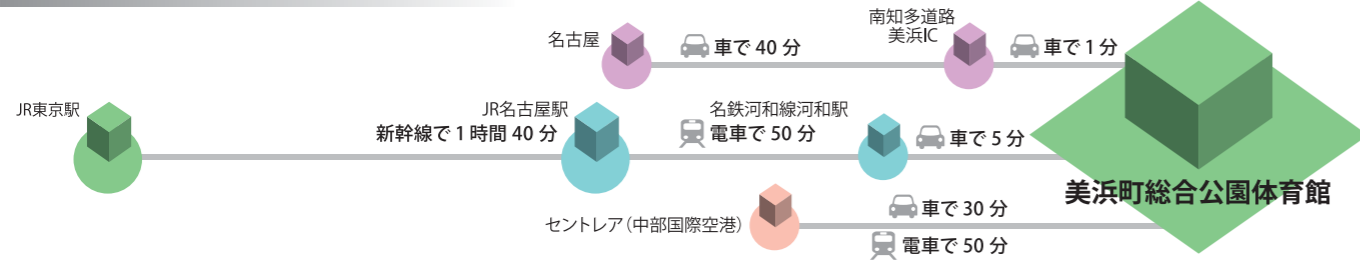 名古屋
車で 40 分
南知多道路
美浜IC
車で 1 分
JR東京駅
新幹線で 1 時間 40 分
JR名古屋駅
電車で 50 分
名鉄河和線河和駅
車で 5 分
セントレア（中部国際空港）
車で 30 分
電車で 50 分
美浜町総合公園体育館